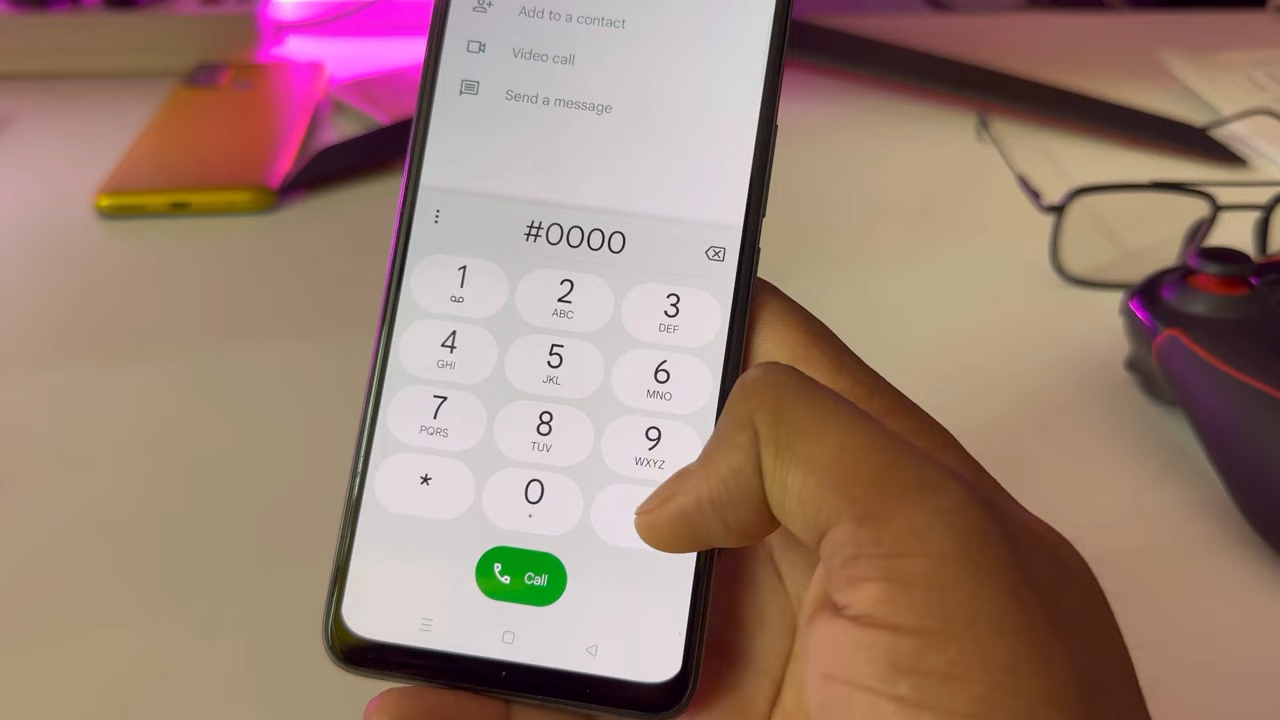 Add to a contact
Video call
Send a message
#0000
1
2
ABC
3
DEF
4
GHI
5
JKL
6
MNO
7
PQRS
8
TUV
9
WXYZ
*
0
+
Call